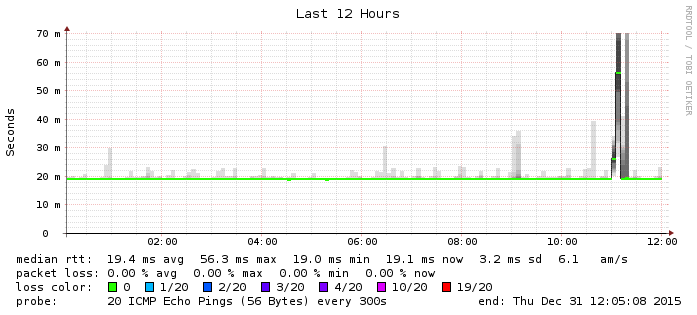 Last 12 Hours
RRDTOOL / TOBI OETIKER
Seconds
70 m
60 m
50 m
40 m
30 m
20 m
10 m
0
02:00 04:00 06:00 08:00 10:00 12:00
median rtt: 19.4 ms avg 56.3 ms max 19.0 ms min 19.1 ms now 3.2 ms sd 6.1 am/s
packet loss: 0.00 % avg 0.00 % max 0.00 % min 0.00 % now
loss color: 0 1/20 2/20 3/20 4/20 10/20 19/20
probe: 20 ICMP Echo Pings (56 Bytes) every 300s end: Thu Dec 31 12:05:08 2015